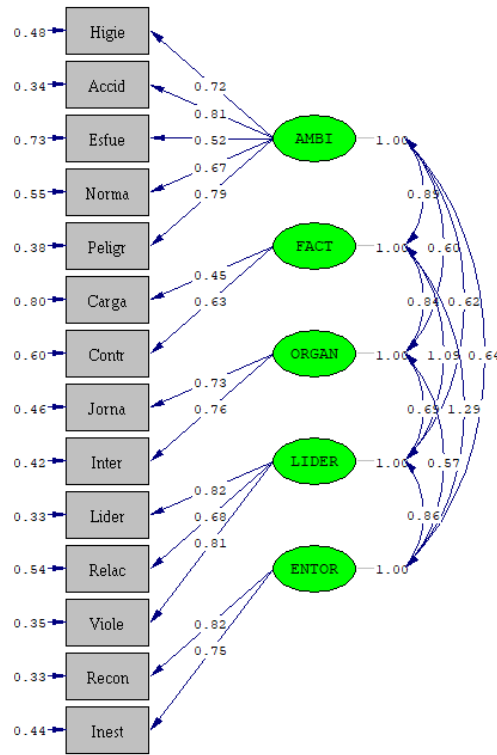 0.48 Higie
0.72
0.34 Accid
0.81
0.73 Esfue 0.52 AMBI 1.00
0.67
0.55 Norma 0.89
0.79
0.38 Peligr FACT 1.00 0.60
0.45
0.80 Carga
0.63 0.84 0.62
0.60 Contr ORGAN 1.00 1.09 0.64
0.73
0.46 Jorna
0.76 0.69 1.29
0.42 Inter LIDER 1.00 0.57
0.82
0.33 Lider
0.68 0.86
0.81
0.54 Relac ENTOR 1.00
0.35 Viole
0.82
0.75
0.33 Recon
0.44 Inest